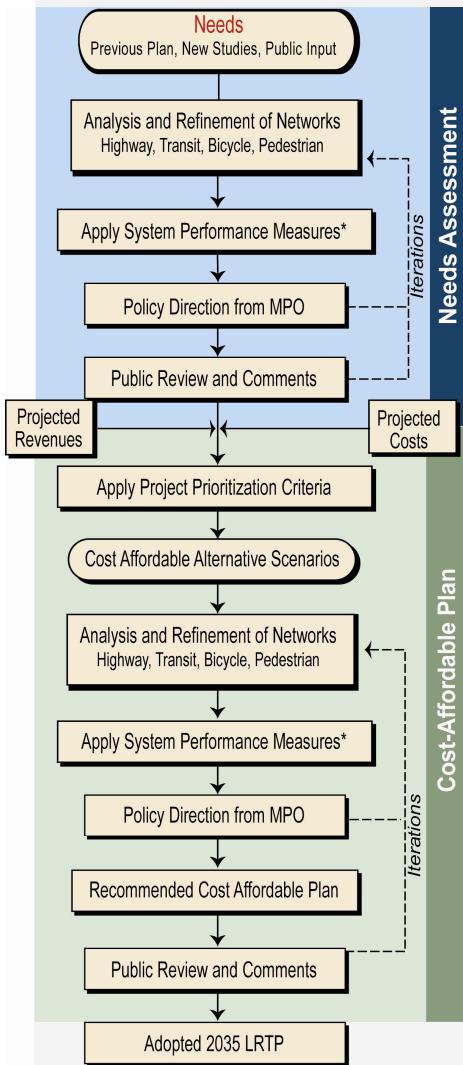 Needs
Previous Plan, New Studies, Public Input
Analysis and Refinement of Networks
Highway, Transit, Bicycle, Pedestrian
Apply System Performance Measures*
Policy Direction from MPO
Public Review and Comments
Iterations
Needs Assessment
Projected
Revenues
Projected
Costs
Apply Project Prioritization Criteria
Cost Affordable Alternative Scenarios
Analysis and Refinement of Networks
Highway, Transit, Bicycle, Pedestrian
Apply System Performance Measures*
Policy Direction from MPO
Recommended Cost Affordable Plan
Public Review and Comments
Iterations
Cost-Affordable Plan
Adopted 2035 LRTP